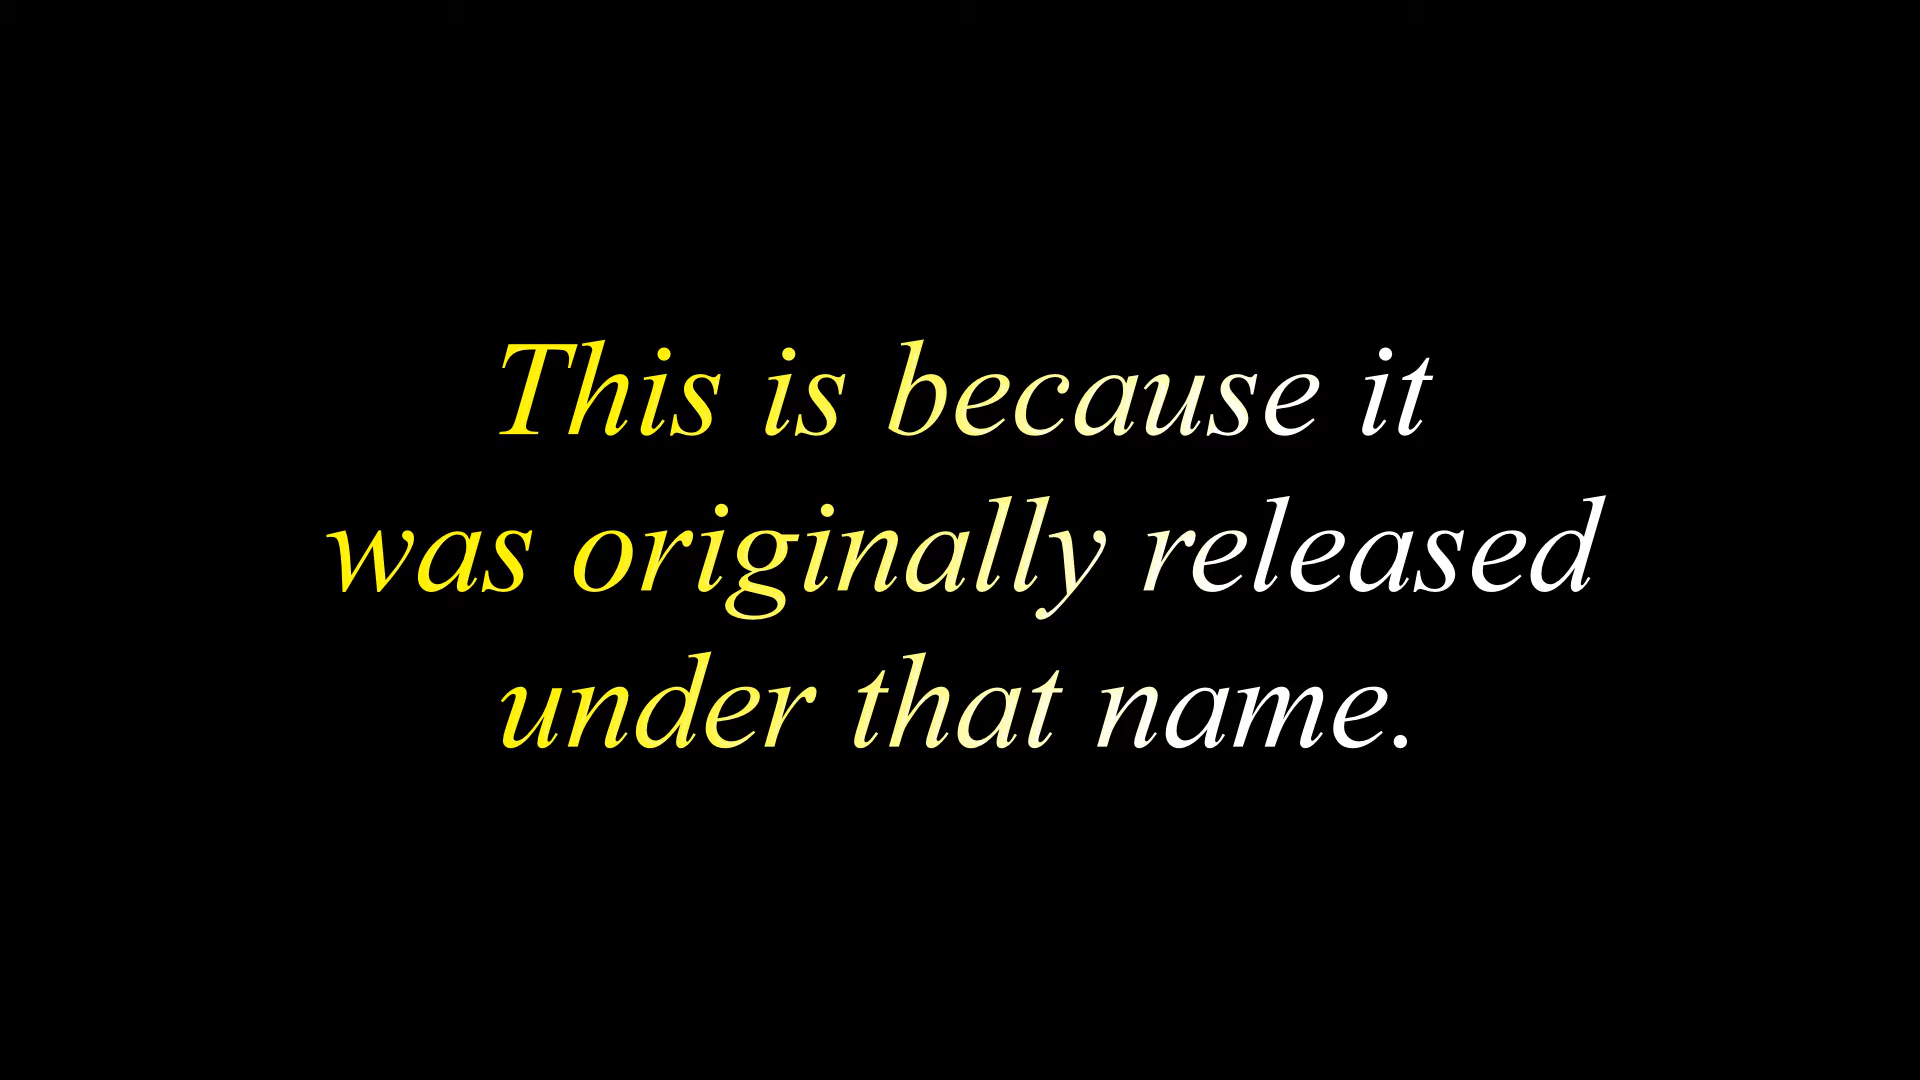 This is because it
was originally released
under that name.